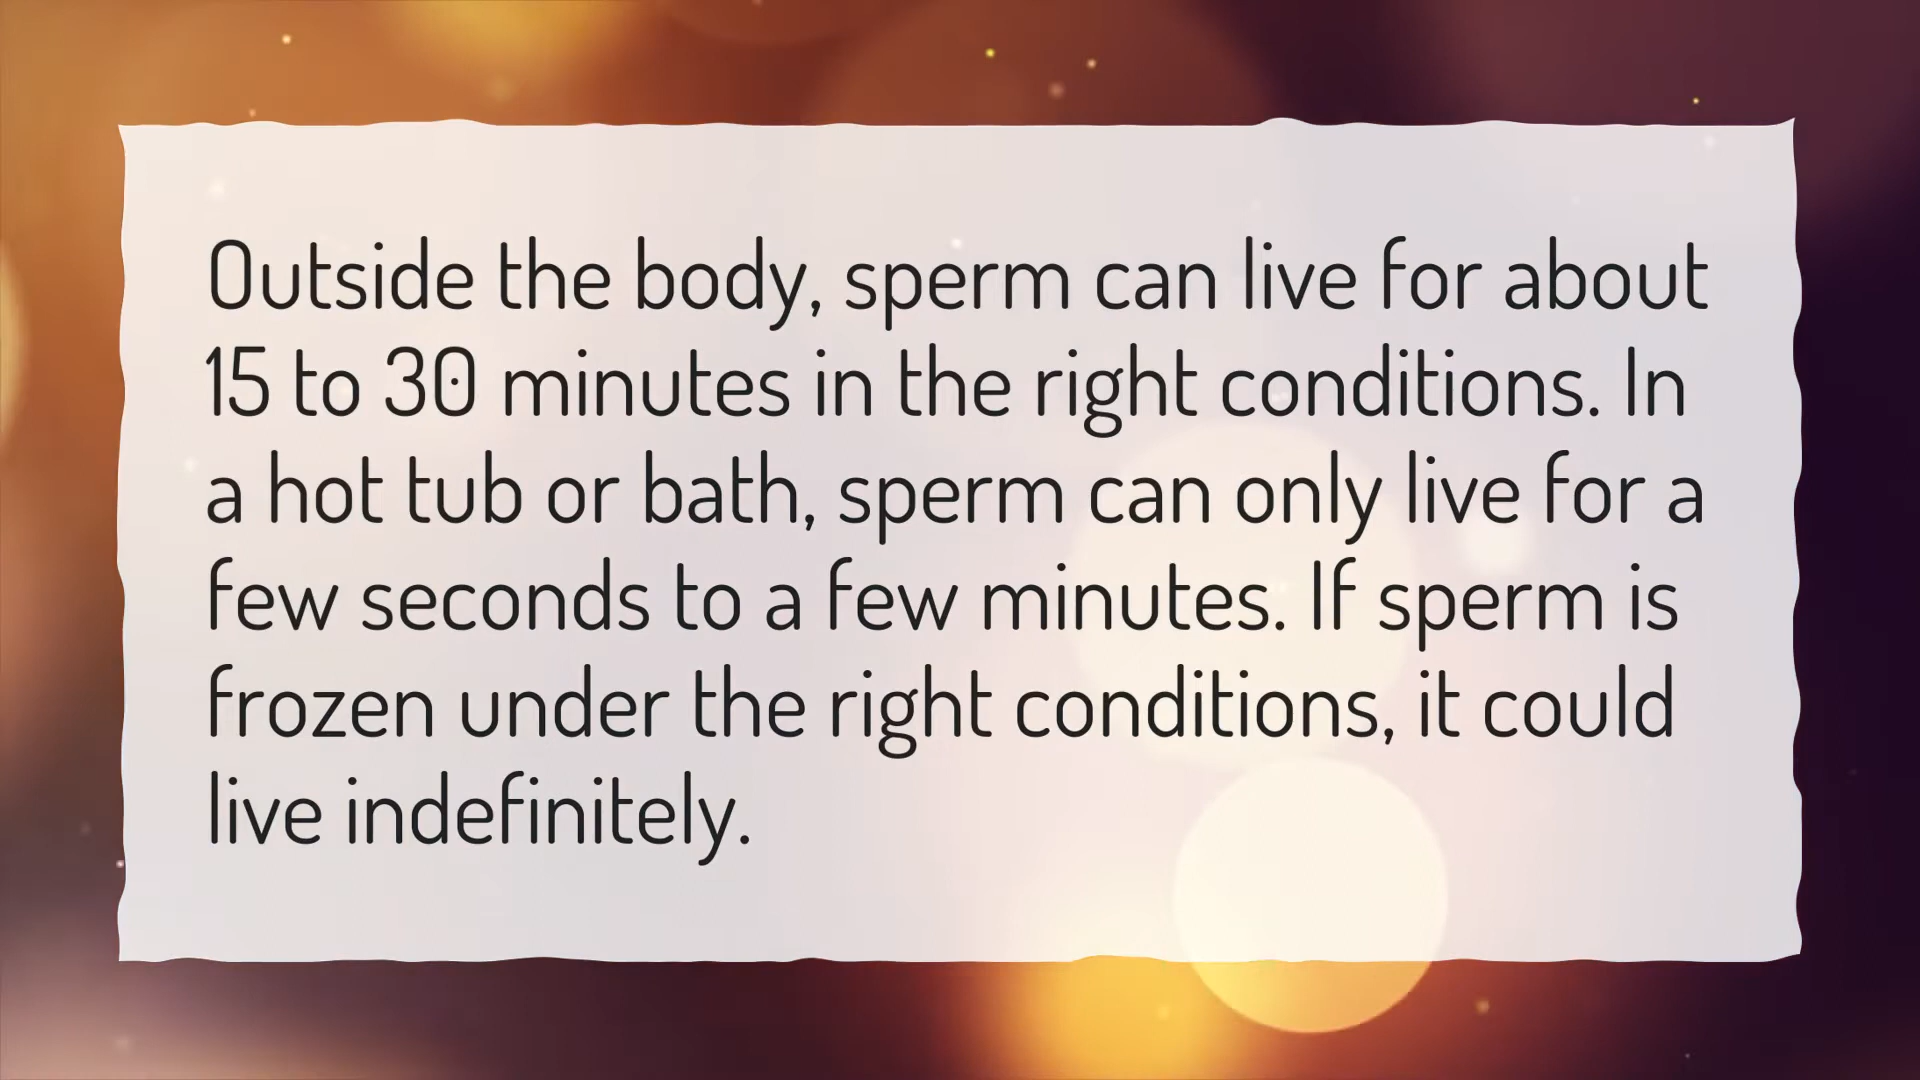 Outside the body, sperm can live for about
15 to 30 minutes in the right conditions. In
a hot tub or bath, sperm can only live for a
few seconds to a few minutes. If sperm is
frozen under the right conditions, it could
live indefinitely.